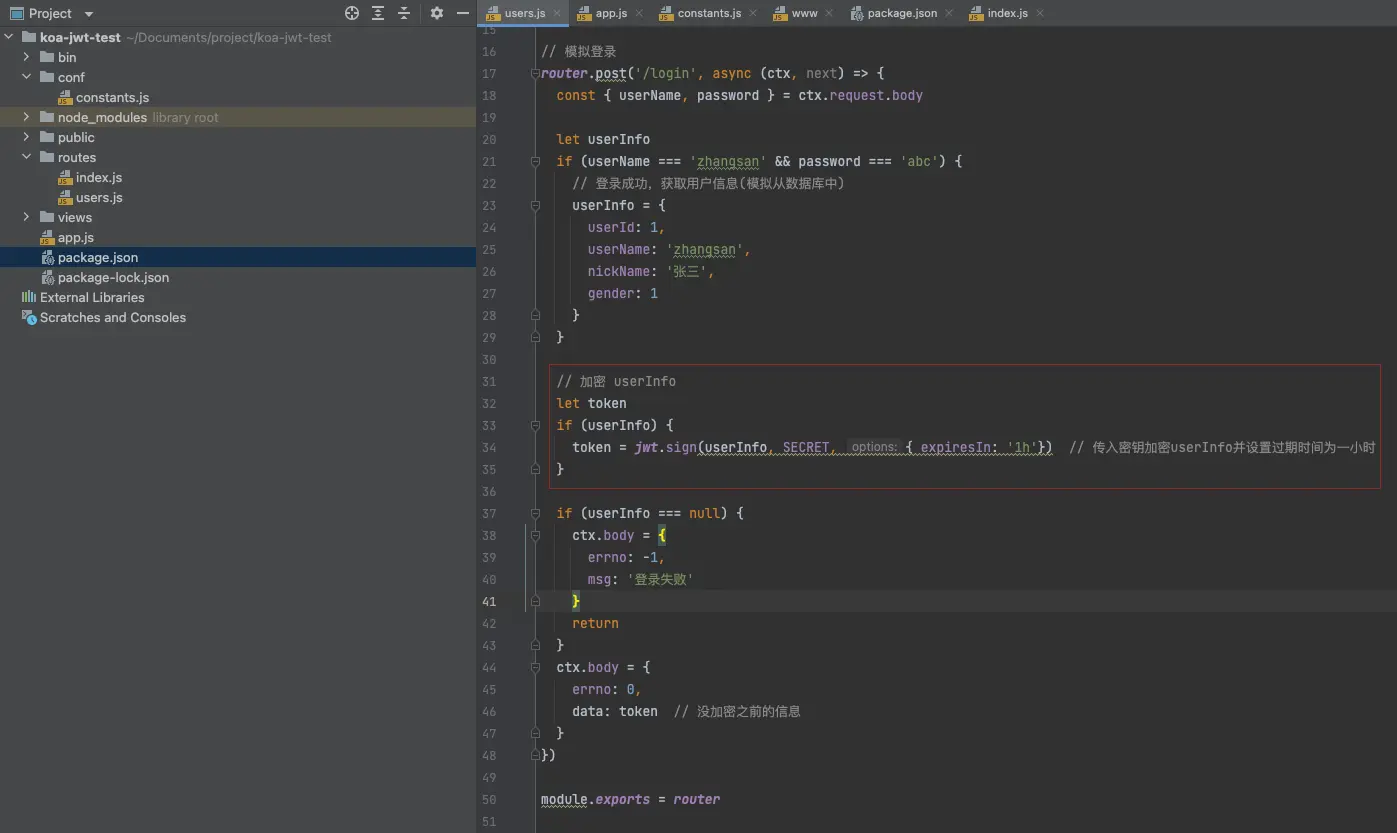 Project
koa-jwt-test ~/Documents/project/koa-jwt-test
bin
conf
constants.js
node_modules library root
public
routes
index.js
users.js
views
app.js
package.json
package-lock.json
External Libraries
Scratches and Consoles
users.js app.js constants.js www package.json index.js
15
16 // 模拟登录
17 router.post('/login', async (ctx, next) => {
18 const { userName, password } = ctx.request.body
19
20 let userInfo
21 if (userName === 'zhangsan' && password === 'abc') {
22 // 登录成功，获取用户信息(模拟从数据库中)
23 userInfo = {
24 userId: 1,
25 userName: 'zhangsan',
26 nickName: '张三',
27 gender: 1
28 }
29 }
30
31 // 加密 userInfo
32 let token
33 if (userInfo) {
34 token = jwt.sign(userInfo, SECRET, options: { expiresIn: '1h'}) // 传入密钥加密userInfo并设置过期时间为一小时
35 }
36
37 if (userInfo === null) {
38 ctx.body = {
39 errno: -1,
40 msg: '登录失败'
41 }
42 return
43 }
44 ctx.body = {
45 errno: 0,
46 data: token // 没加密之前的信息
47 }
48 })
49
50 module.exports = router
51